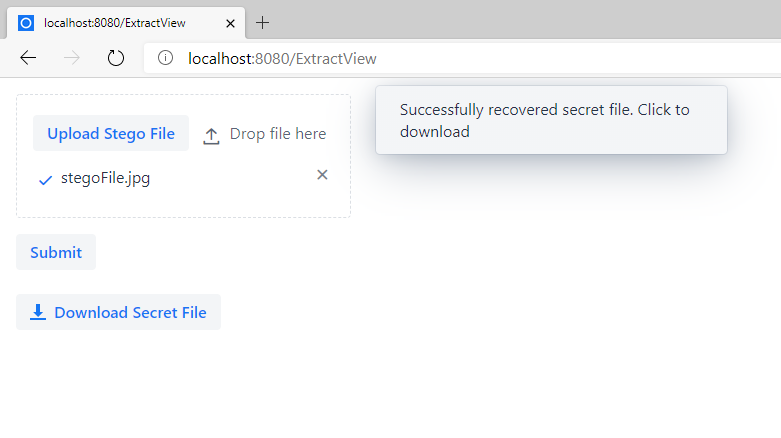 localhost:8080/ExtractView
localhost:8080/ExtractView
Upload Stego File
Drop file here
stegoFile.jpg
Submit
Download Secret File
Successfully recovered secret file. Click to
download